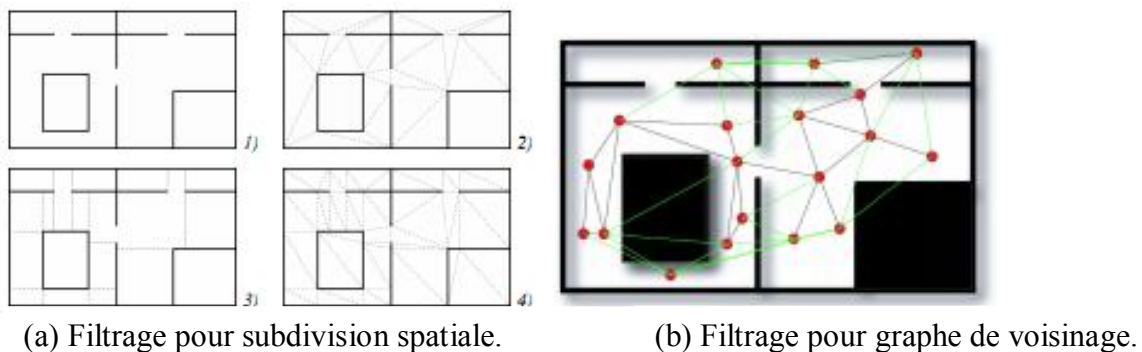 1)
2)
3)
4)
(a) Filtrage pour subdivision spatiale.
(b) Filtrage pour graphe de voisinage.